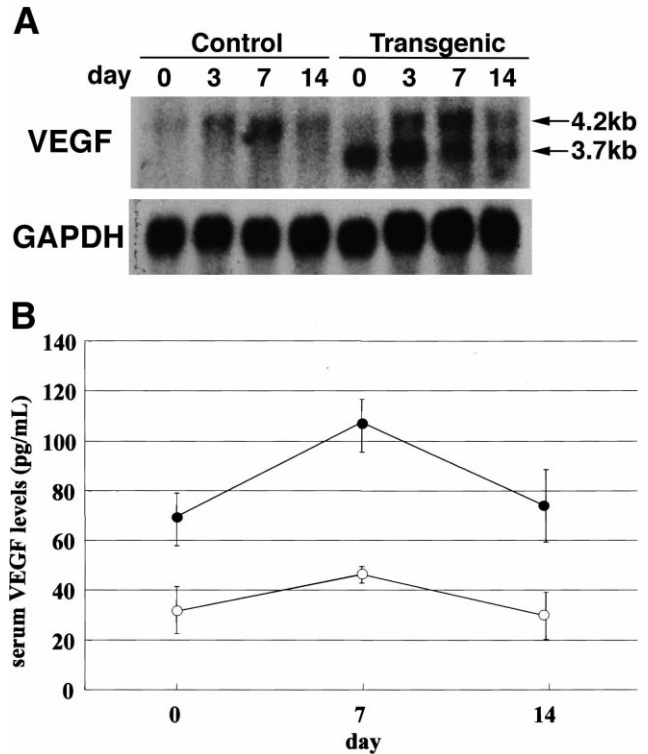 A
Control Transgenic
day 0 3 7 14 0 3 7 14
VEGF
4.2kb
3.7kb
GAPDH
B
140
120
100
80
60
40
20
0
serum VEGF levels (pg/mL)
0 7 14
day